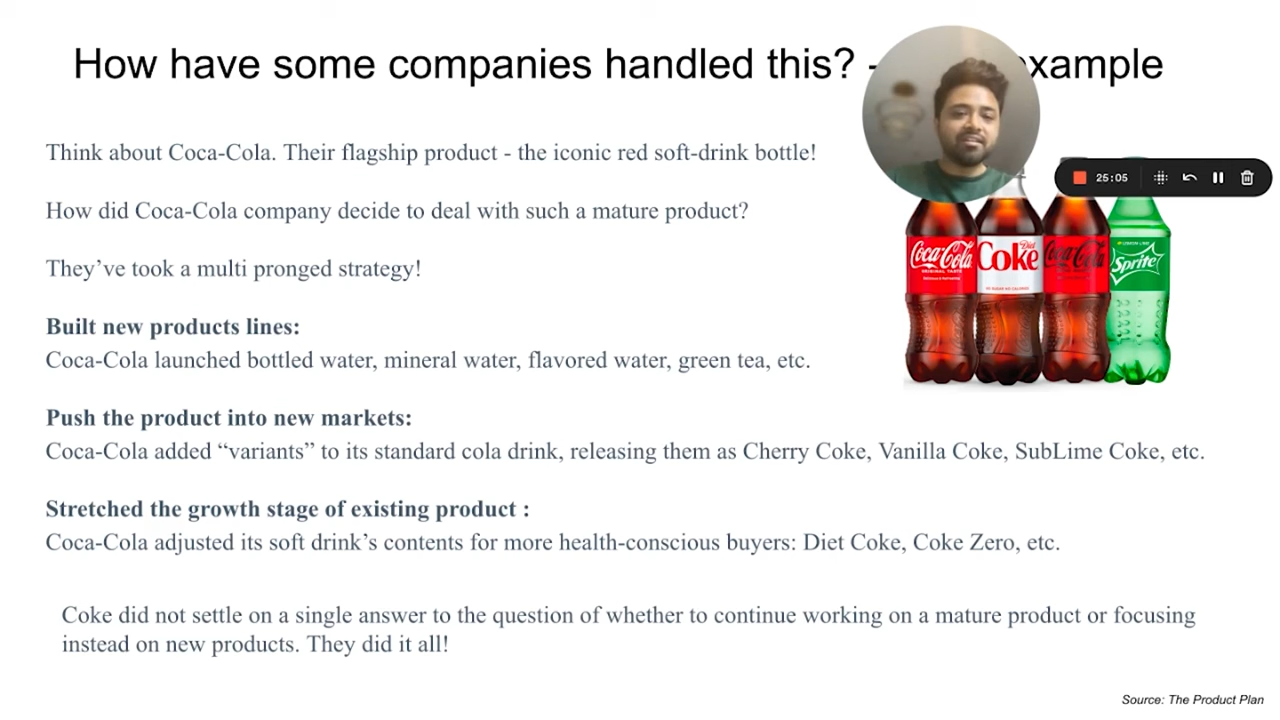 How have some companies handled this? - example
Think about Coca-Cola. Their flagship product - the iconic red soft-drink bottle!
25:05
How did Coca-Cola company decide to deal with such a mature product?
They’ve took a multi pronged strategy!
Coca-Cola
ORIGINAL TASTE
Diet
Coke
Coca-Cola
Sprite
Built new products lines:
Coca-Cola launched bottled water, mineral water, flavored water, green tea, etc.
Push the product into new markets:
Coca-Cola added “variants” to its standard cola drink, releasing them as Cherry Coke, Vanilla Coke, SubLime Coke, etc.
Stretched the growth stage of existing product :
Coca-Cola adjusted its soft drink’s contents for more health-conscious buyers: Diet Coke, Coke Zero, etc.
Coke did not settle on a single answer to the question of whether to continue working on a mature product or focusing
instead on new products. They did it all!
Source: The Product Plan